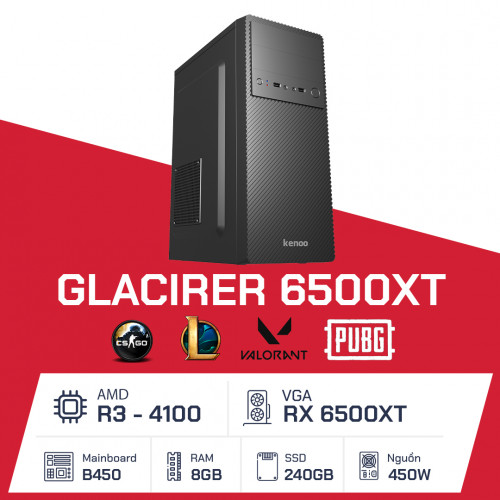 kenoo
GLACIRER 6500XT
CS GO
L
VALORANT
PUBG
AMD
R3 - 4100
VGA
RX 6500XT
Mainboard
B450
RAM
8GB
SSD
240GB
Nguồn
450W